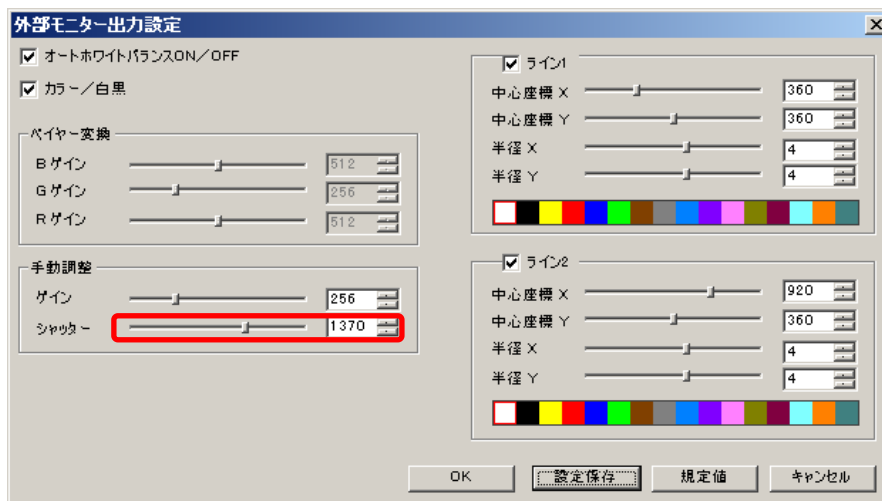 外部モニター出力設定
オートホワイトバランスON/OFF
カラー/白黒
ベイヤー変換
Bゲイン 512
Gゲイン 256
Rゲイン 512
手動調整
ゲイン 256
シャッター 1370
ライン1
中心座標 X 360
中心座標 Y 360
半径 X 4
半径 Y 4
ライン2
中心座標 X 920
中心座標 Y 360
半径 X 4
半径 Y 4
OK 設定保存 規定値 キャンセル